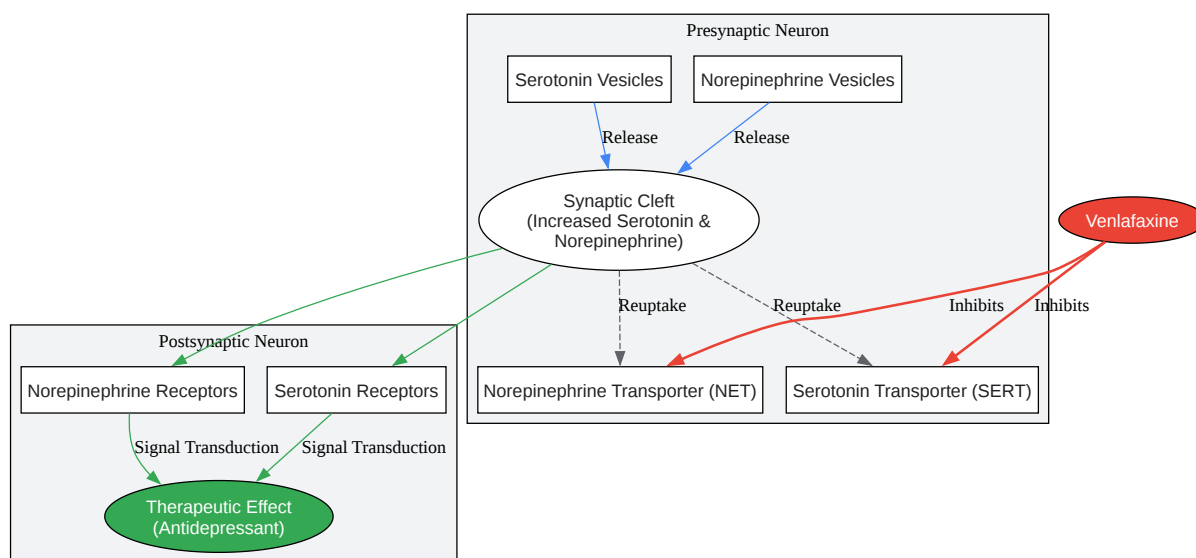 Presynaptic Neuron
Serotonin Vesicles
Norepinephrine Vesicles
Release
Release
Synaptic Cleft
(Increased Serotonin &
Norepinephrine)
Venlafaxine
Reuptake
Reuptake
Inhibits
Inhibits
Postsynaptic Neuron
Norepinephrine Receptors
Serotonin Receptors
Norepinephrine Transporter (NET)
Serotonin Transporter (SERT)
Signal Transduction
Signal Transduction
Therapeutic Effect
(Antidepressant)